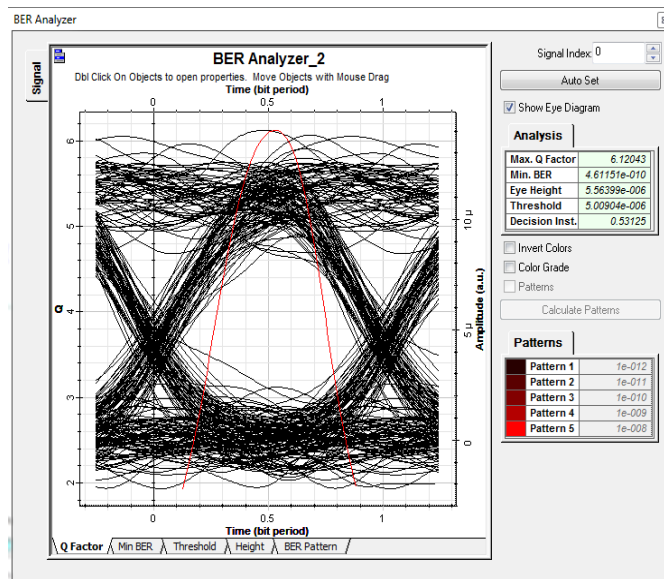 BER Analyzer
Signal
BER Analyzer_2
Dbl Click On Objects to open properties. Move Objects with Mouse Drag
Time (bit period)
0 0.5 1
Q
6
5
4
3
2
10 µ
5 µ
0
Amplitude (a.u.)
0 0.5 1
Time (bit period)
Q Factor Min BER Threshold Height BER Pattern
Signal Index: 0
Auto Set
Show Eye Diagram
Analysis
Max. Q Factor 6.12043
Min. BER 4.61151e-010
Eye Height 5.56399e-006
Threshold 5.00904e-006
Decision Inst. 0.53125
Invert Colors
Color Grade
Patterns
Calculate Patterns
Patterns
Pattern 1 1e-012
Pattern 2 1e-011
Pattern 3 1e-010
Pattern 4 1e-009
Pattern 5 1e-008